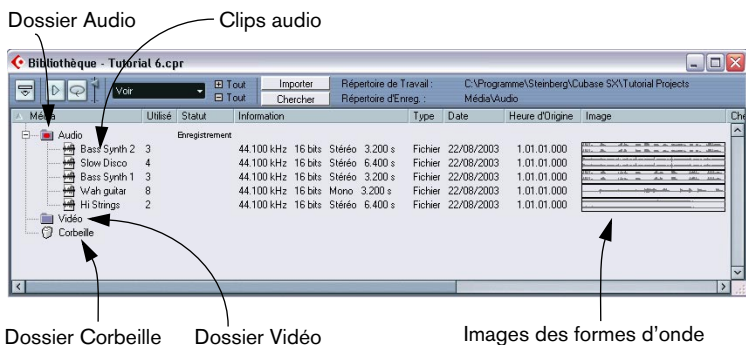 Dossier Audio Clips audio
Bibliothèque - Tutorial 6.cpr
Voir Tout Importer Répertoire de Travail : C:\Programme\Steinberg\Cubase SX\Tutorial Projects
Tout Chercher Répertoire d'Enreg. : Média\Audio
Média Utilisé Statut Information Type Date Heure d'Origine Image Che
Audio Enregistrement
Bass Synth 2 3 44.100 kHz 16 bits Stéréo 3.200 s Fichier 22/08/2003 1.01.01.000
Slow Disco 4 44.100 kHz 16 bits Stéréo 6.400 s Fichier 22/08/2003 1.01.01.000
Bass Synth 1 3 44.100 kHz 16 bits Stéréo 3.200 s Fichier 22/08/2003 1.01.01.000
Wah guitar 8 44.100 kHz 16 bits Mono 3.200 s Fichier 22/08/2003 1.01.01.000
Hi Strings 2 44.100 kHz 16 bits Stéréo 6.400 s Fichier 22/08/2003 1.01.01.000
Vidéo
Corbeille
Dossier Corbeille Dossier Vidéo Images des formes d'onde